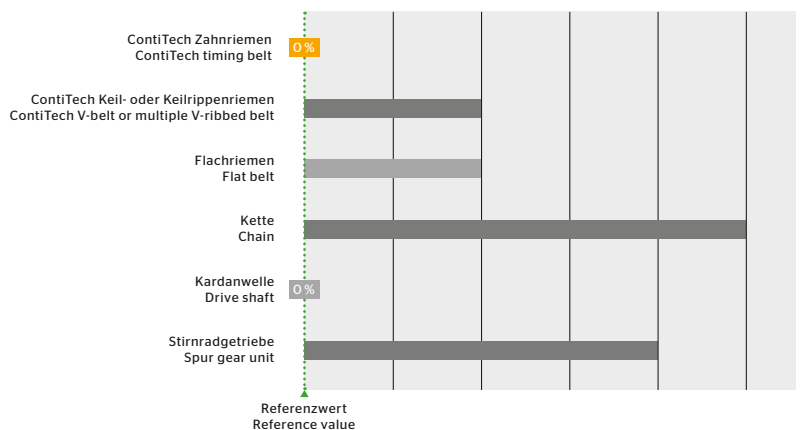 ContiTech Zahnriemen
ContiTech timing belt
0 %
ContiTech Keil- oder Keilrippenriemen
ContiTech V-belt or multiple V-ribbed belt
Flachriemen
Flat belt
Kette
Chain
Kardanwelle
Drive shaft
0 %
Stirnradgetriebe
Spur gear unit
Referenzwert
Reference value